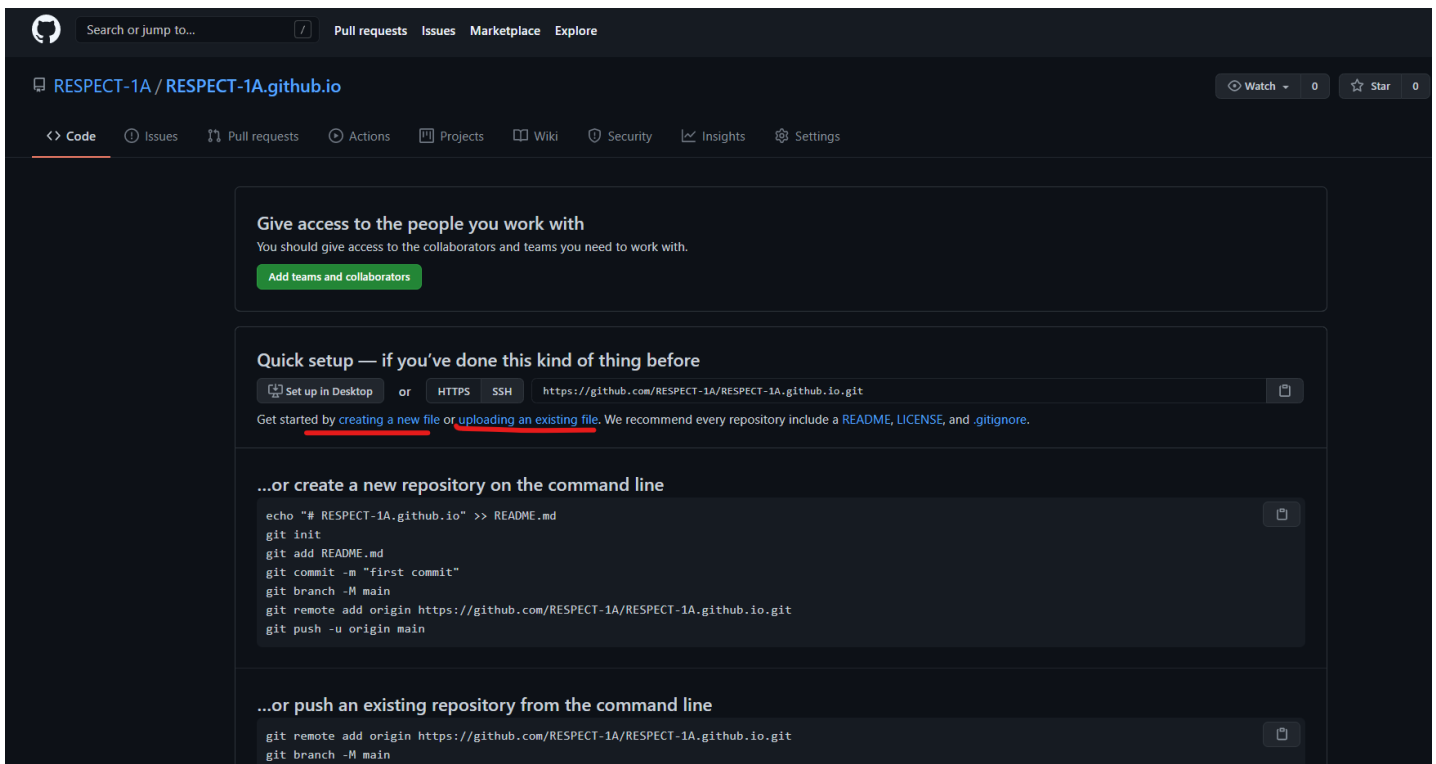 Search or jump to... /
Pull requests Issues Marketplace Explore
RESPECT-1A / RESPECT-1A.github.io
Watch 0 Star 0
<> Code Issues Pull requests Actions Projects Wiki Security Insights Settings
Give access to the people you work with
You should give access to the collaborators and teams you need to work with.
Add teams and collaborators
Quick setup — if you've done this kind of thing before
Set up in Desktop or HTTPS SSH https://github.com/RESPECT-1A/RESPECT-1A.github.io.git
Get started by creating a new file or uploading an existing file. We recommend every repository include a README, LICENSE, and .gitignore.
...or create a new repository on the command line
echo "# RESPECT-1A.github.io" >> README.md
git init
git add README.md
git commit -m "first commit"
git branch -M main
git remote add origin https://github.com/RESPECT-1A/RESPECT-1A.github.io.git
git push -u origin main
...or push an existing repository from the command line
git remote add origin https://github.com/RESPECT-1A/RESPECT-1A.github.io.git
git branch -M main